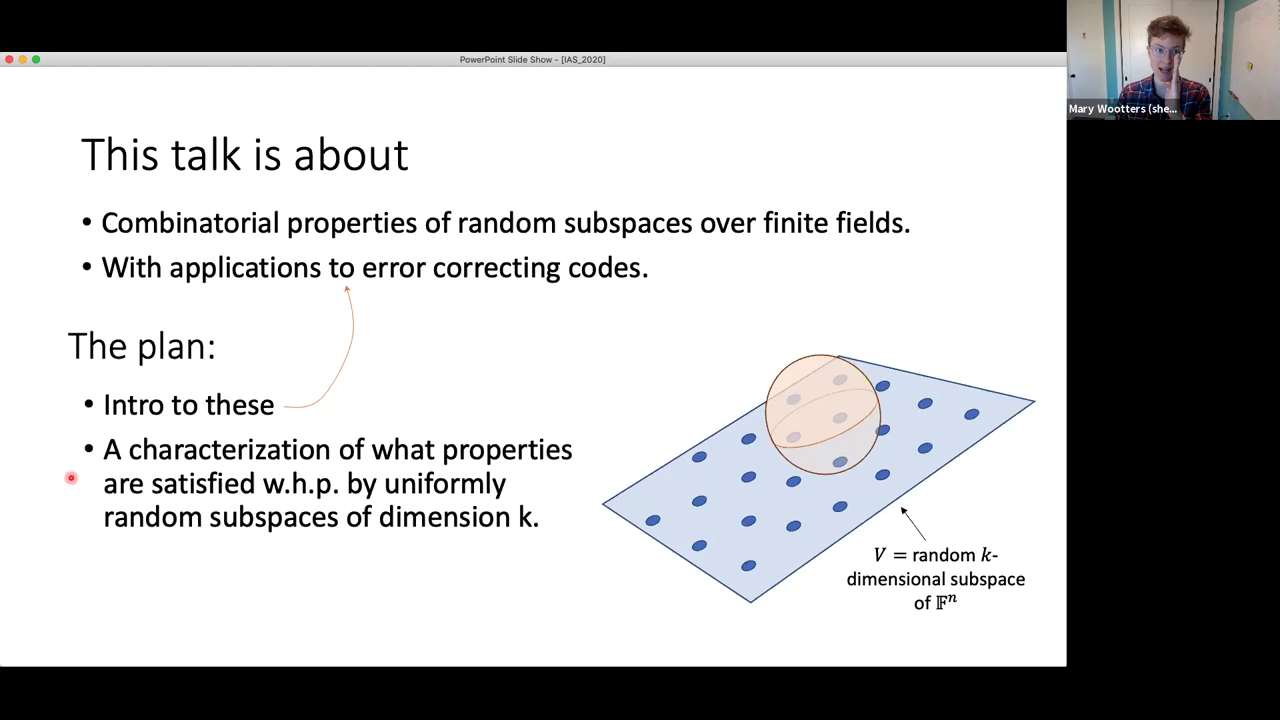 PowerPoint Slide Show - [IAS_2020]
Mary Wootters (she...
This talk is about
• Combinatorial properties of random subspaces over finite fields.
• With applications to error correcting codes.
The plan:
• Intro to these
• A characterization of what properties
are satisfied w.h.p. by uniformly
random subspaces of dimension k.
V = random k-
dimensional subspace
of 𝔽ⁿ